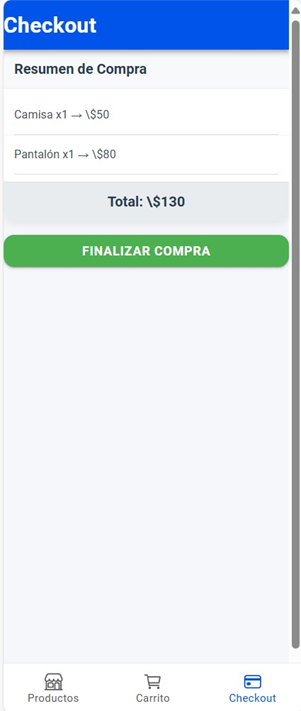 Checkout
Resumen de Compra
Camisa x1 → \$50
Pantalón x1 → \$80
Total: \$130
FINALIZAR COMPRA
Productos
Carrito
Checkout